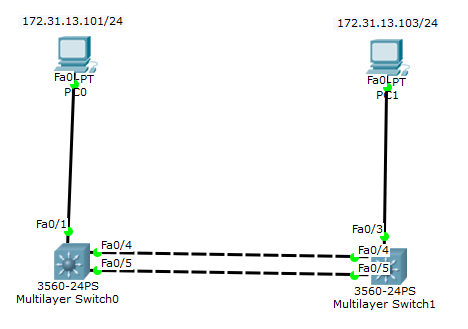 172.31.13.101/24
172.31.13.103/24
Fa0
-PT
PC0
Fa0
-PT
PC1
Fa0/1
Fa0/3
Fa0/4
Fa0/4
Fa0/5
Fa0/5
3560-24PS
Multilayer Switch0
3560-24PS
Multilayer Switch1